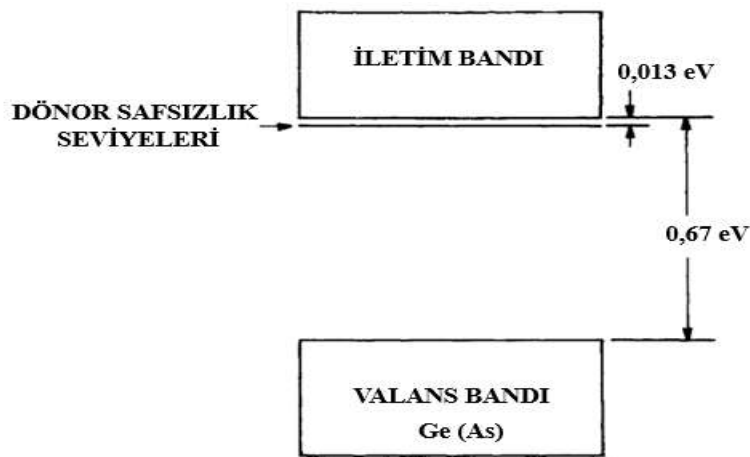 İLETİM BANDI
0,013 eV
DÖNOR SAFSIZLIK
SEVİYELERİ
0,67 eV
VALANS BANDI
Ge (As)